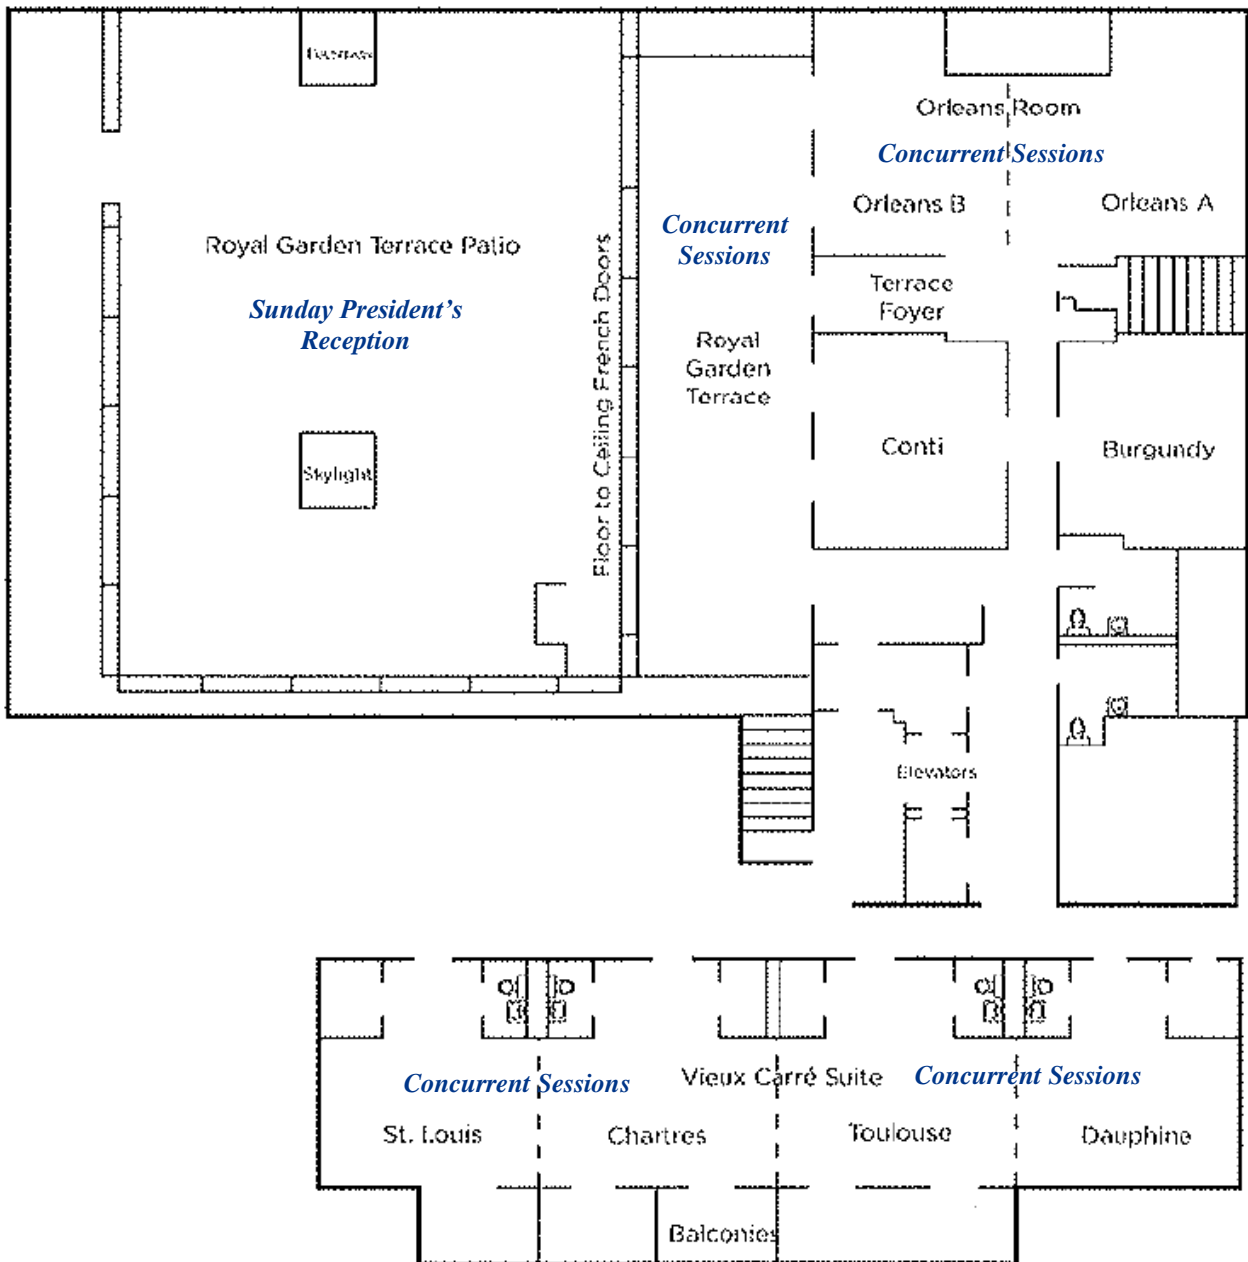 Orleans Room
Concurrent Sessions
Orleans B
Orleans A
Concurrent
Sessions
Royal Garden Terrace Patio
Sunday President's
Reception
Floor to Ceiling French Doors
Terrace
Foyer
Royal
Garden
Terrace
Conti
Burgundy
Skylight
Elevators
Vieux Carré Suite
Concurrent Sessions
Concurrent Sessions
St. Louis
Chartres
Toulouse
Dauphine
Balconies